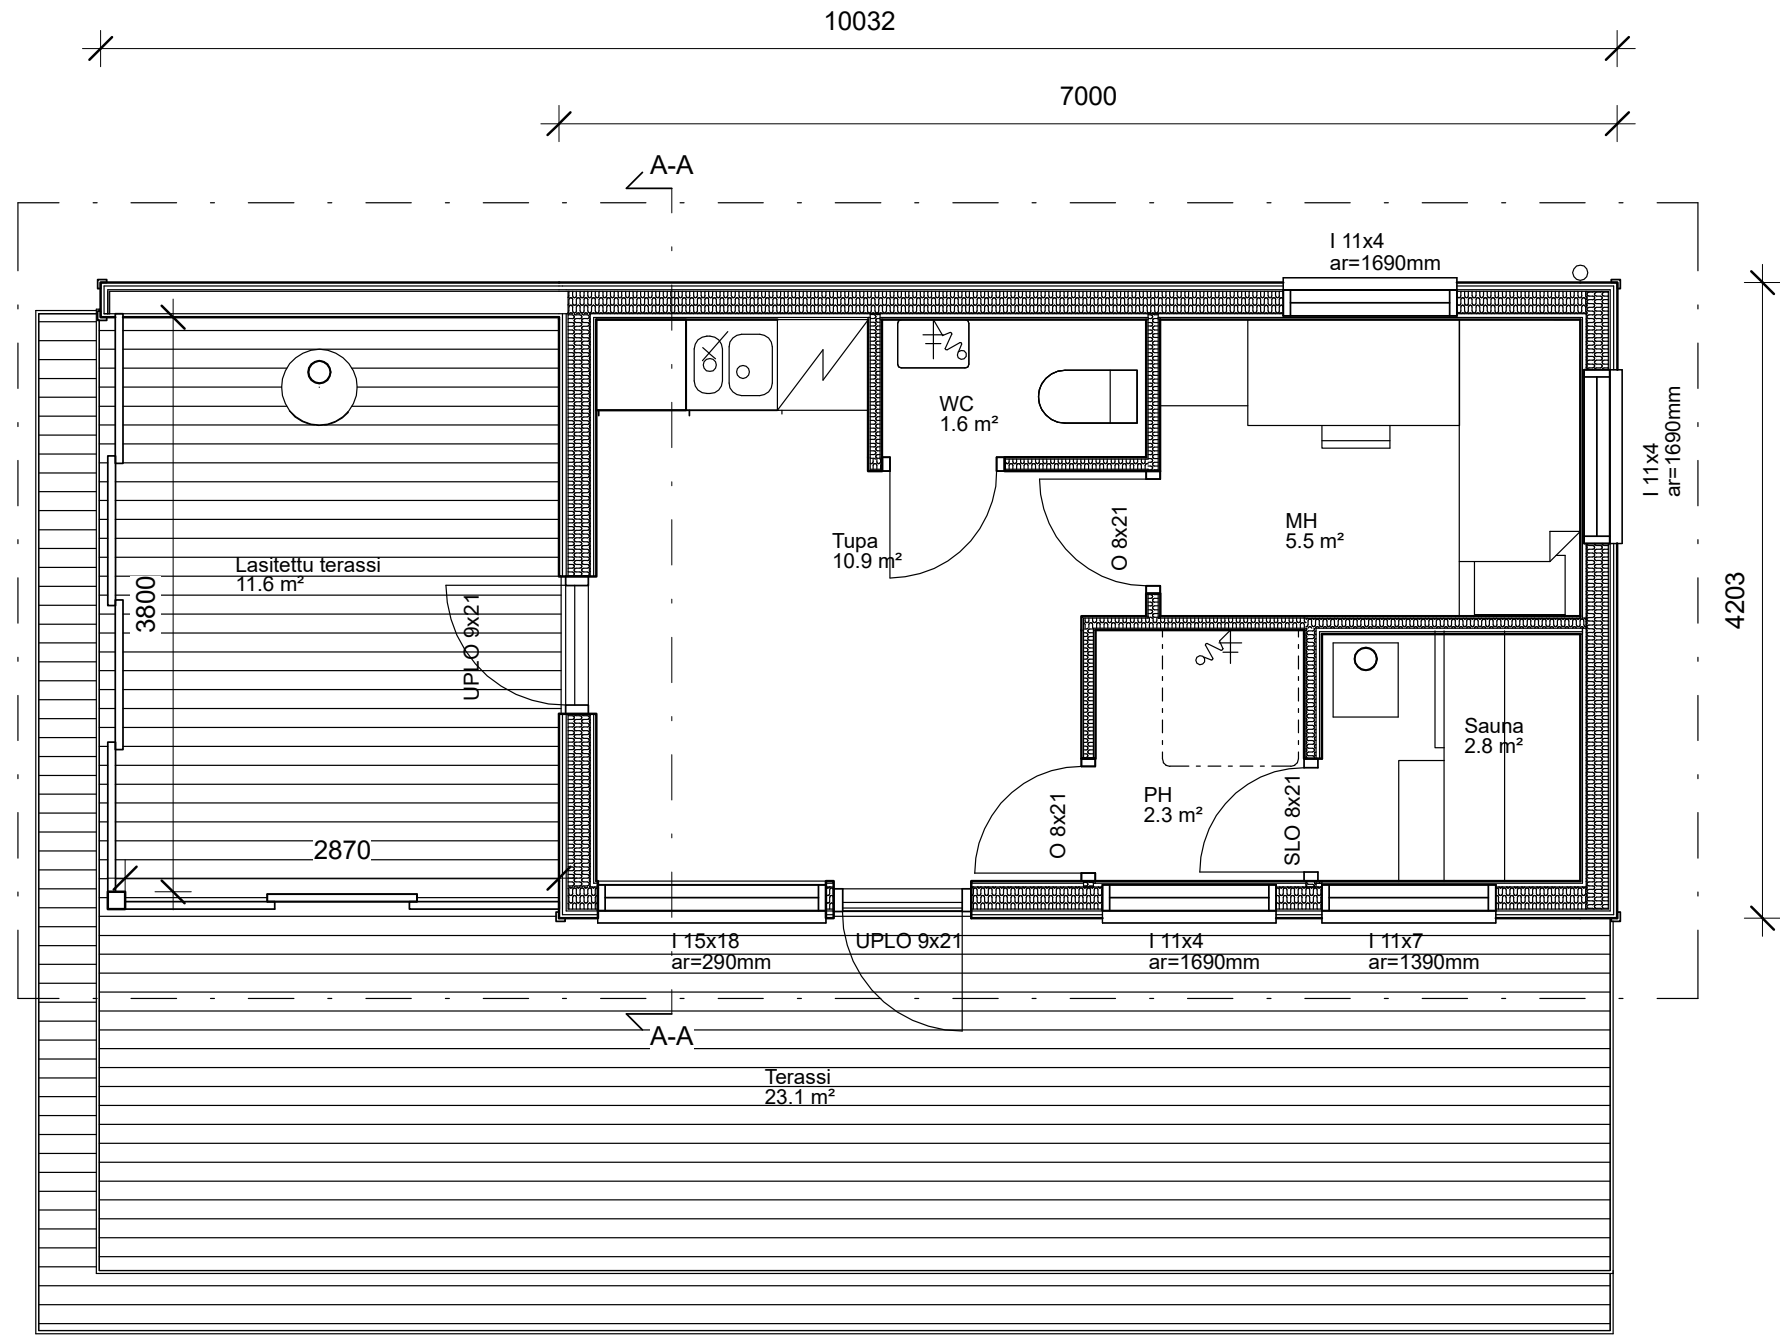 10032
7000
A-A
I 11x4
ar=1690mm
WC
1.6 m²
I 11x4
ar=1690mm
MH
5.5 m²
O 8x21
Tupa
10.9 m²
Lasitettu terassi
11.6 m²
3800
UPLO 9x21
4203
Sauna
2.8 m²
PH
2.3 m²
O 8x21
SLO 8x21
2870
I 15x18
ar=290mm
UPLO 9x21
I 11x4
ar=1690mm
I 11x7
ar=1390mm
A-A
Terassi
23.1 m²